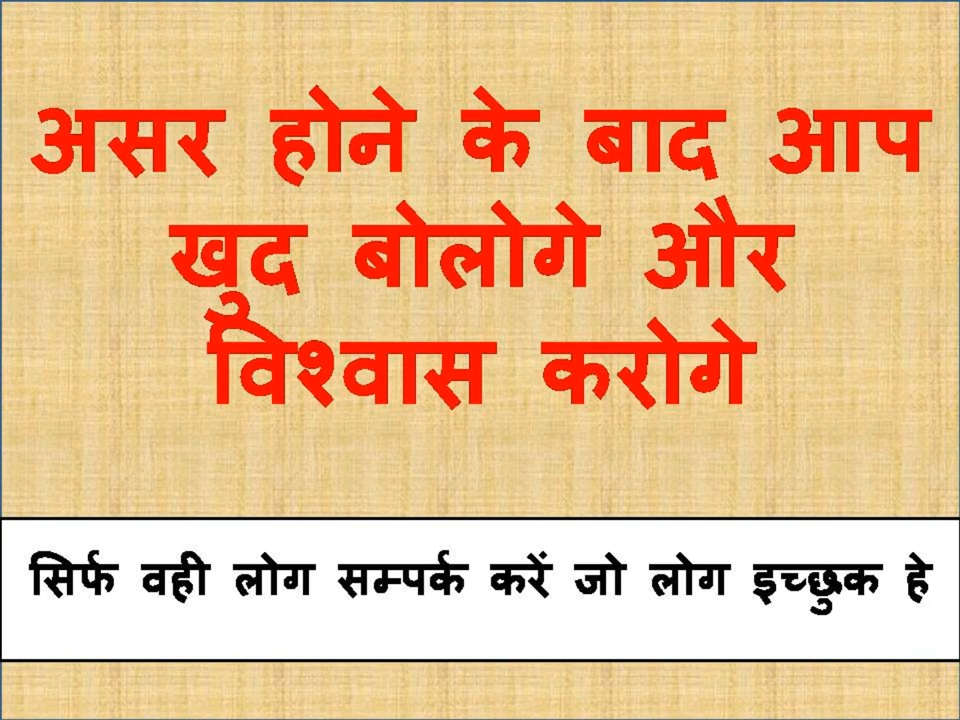 असर होने के बाद आप
खुद बोलोगे और
विश्वास करोगे
सिर्फ वही लोग सम्पर्क करें जो लोग इच्छुक हे